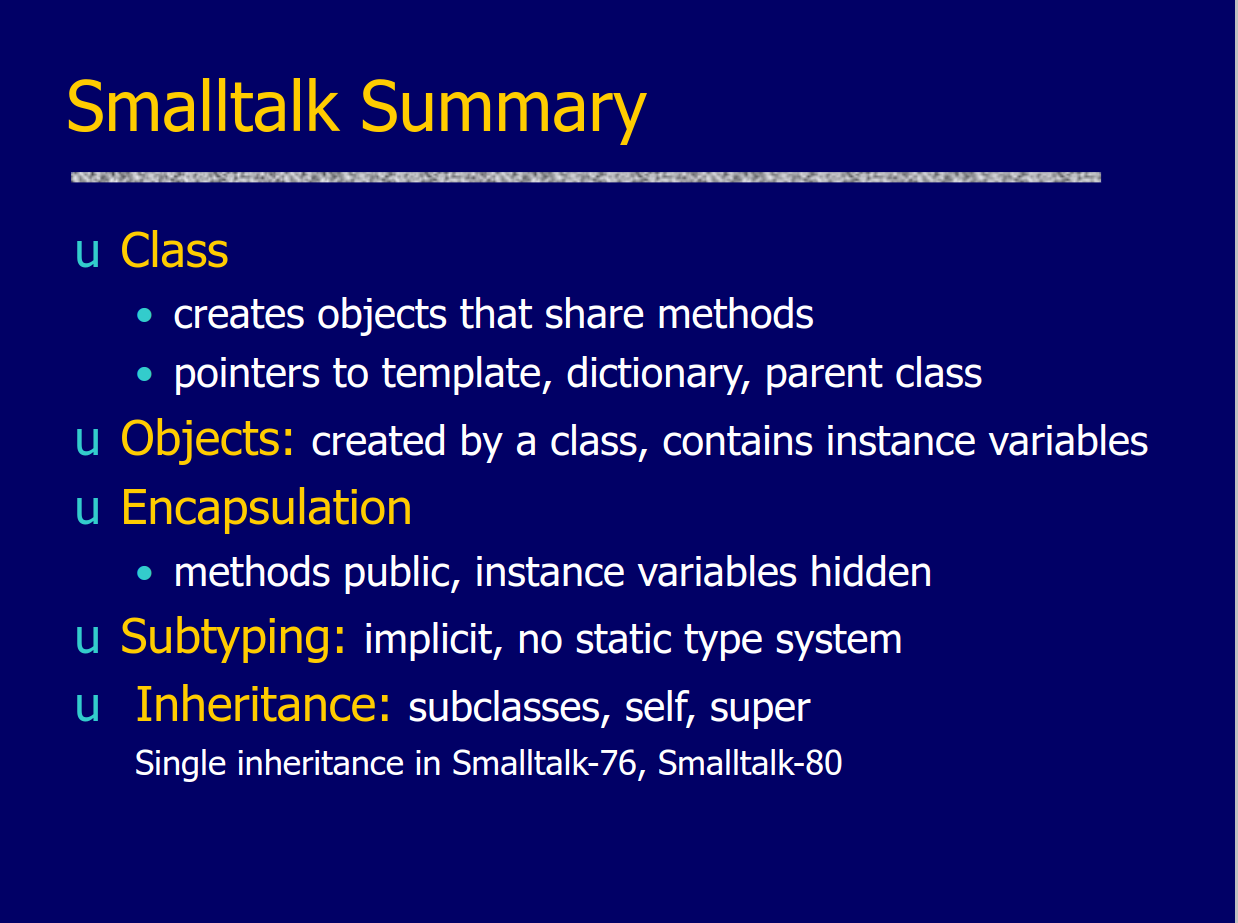 Smalltalk Summary
u Class
• creates objects that share methods
• pointers to template, dictionary, parent class
u Objects: created by a class, contains instance variables
u Encapsulation
• methods public, instance variables hidden
u Subtyping: implicit, no static type system
u Inheritance: subclasses, self, super
Single inheritance in Smalltalk-76, Smalltalk-80